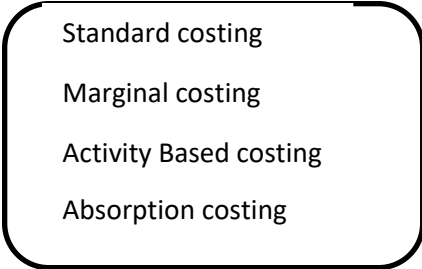 Standard costing
Marginal costing
Activity Based costing
Absorption costing